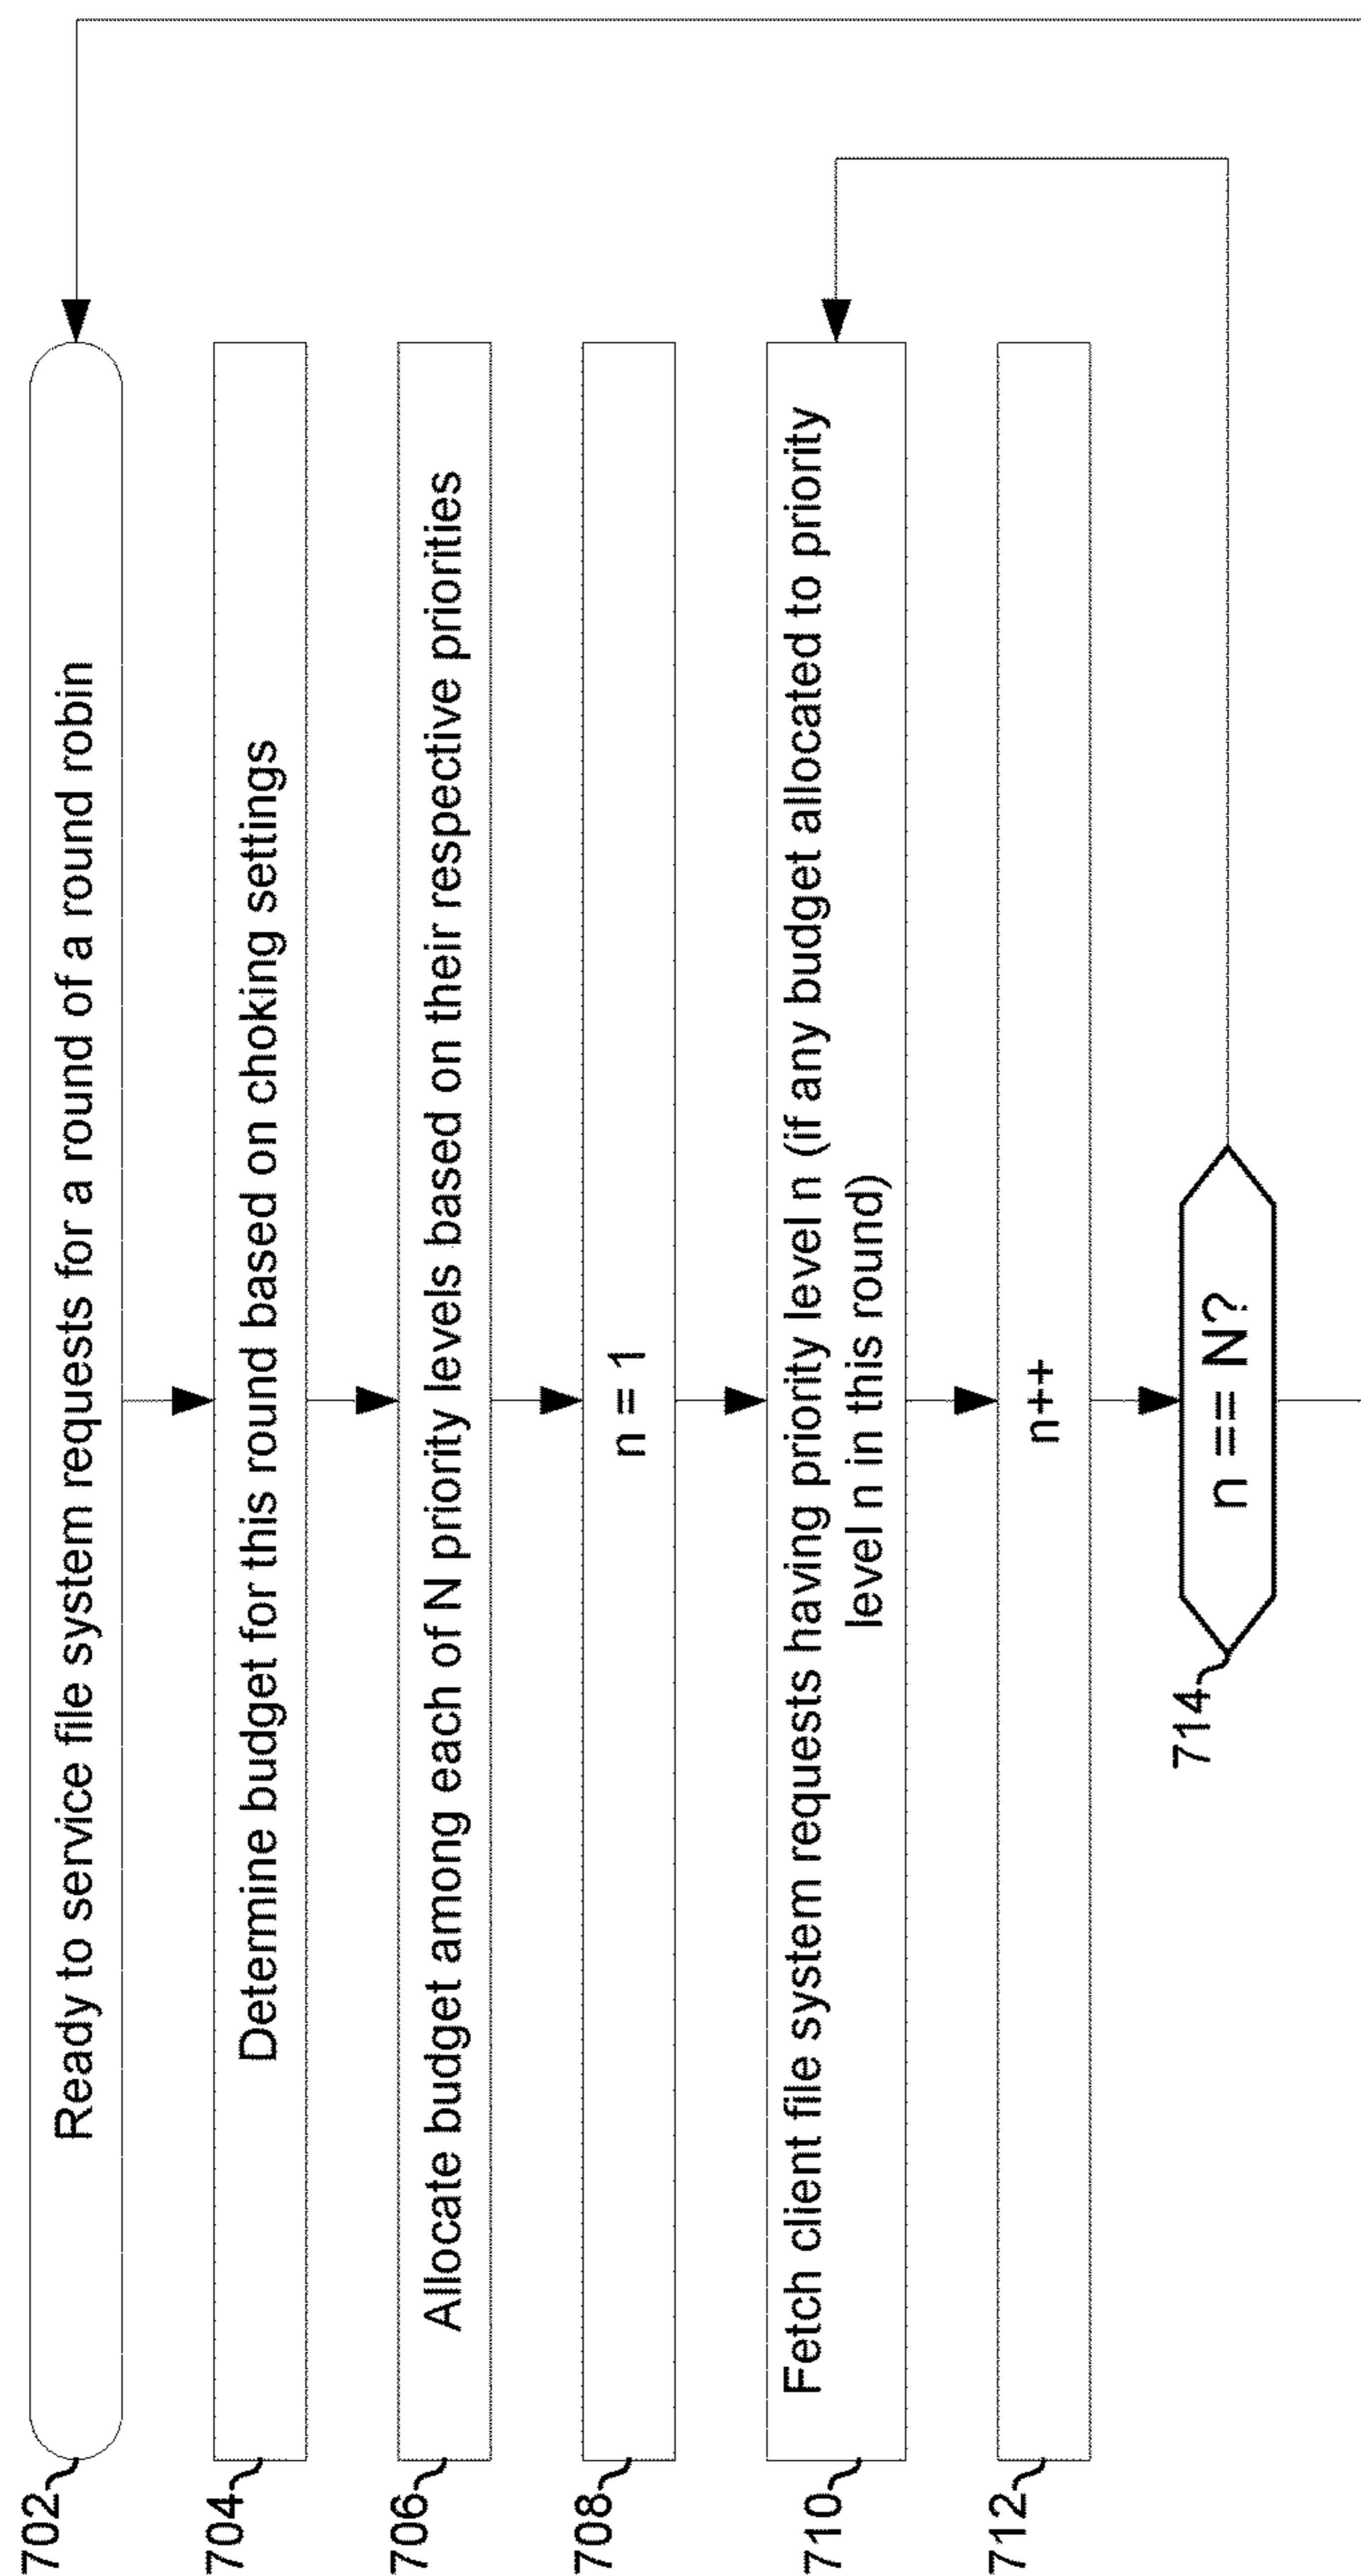 702
Ready to service file system requests for a round of a round robin
704
Determine budget for this round based on choking settings
706
Allocate budget among each of N priority levels based on their respective priorities
708
n = 1
710
Fetch client file system requests having priority level n (if any budget allocated to priority
level n in this round)
712
n++
714
n == N?